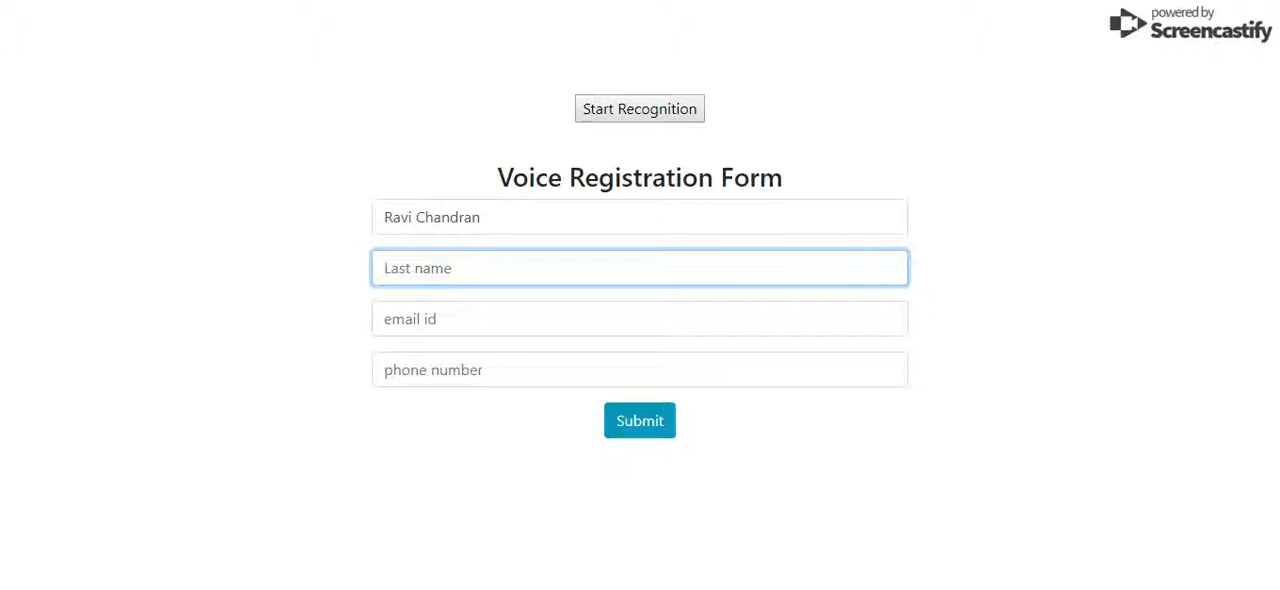 powered by
Screencastify
Start Recognition
Voice Registration Form
Ravi Chandran
Last name
email id
phone number
Submit